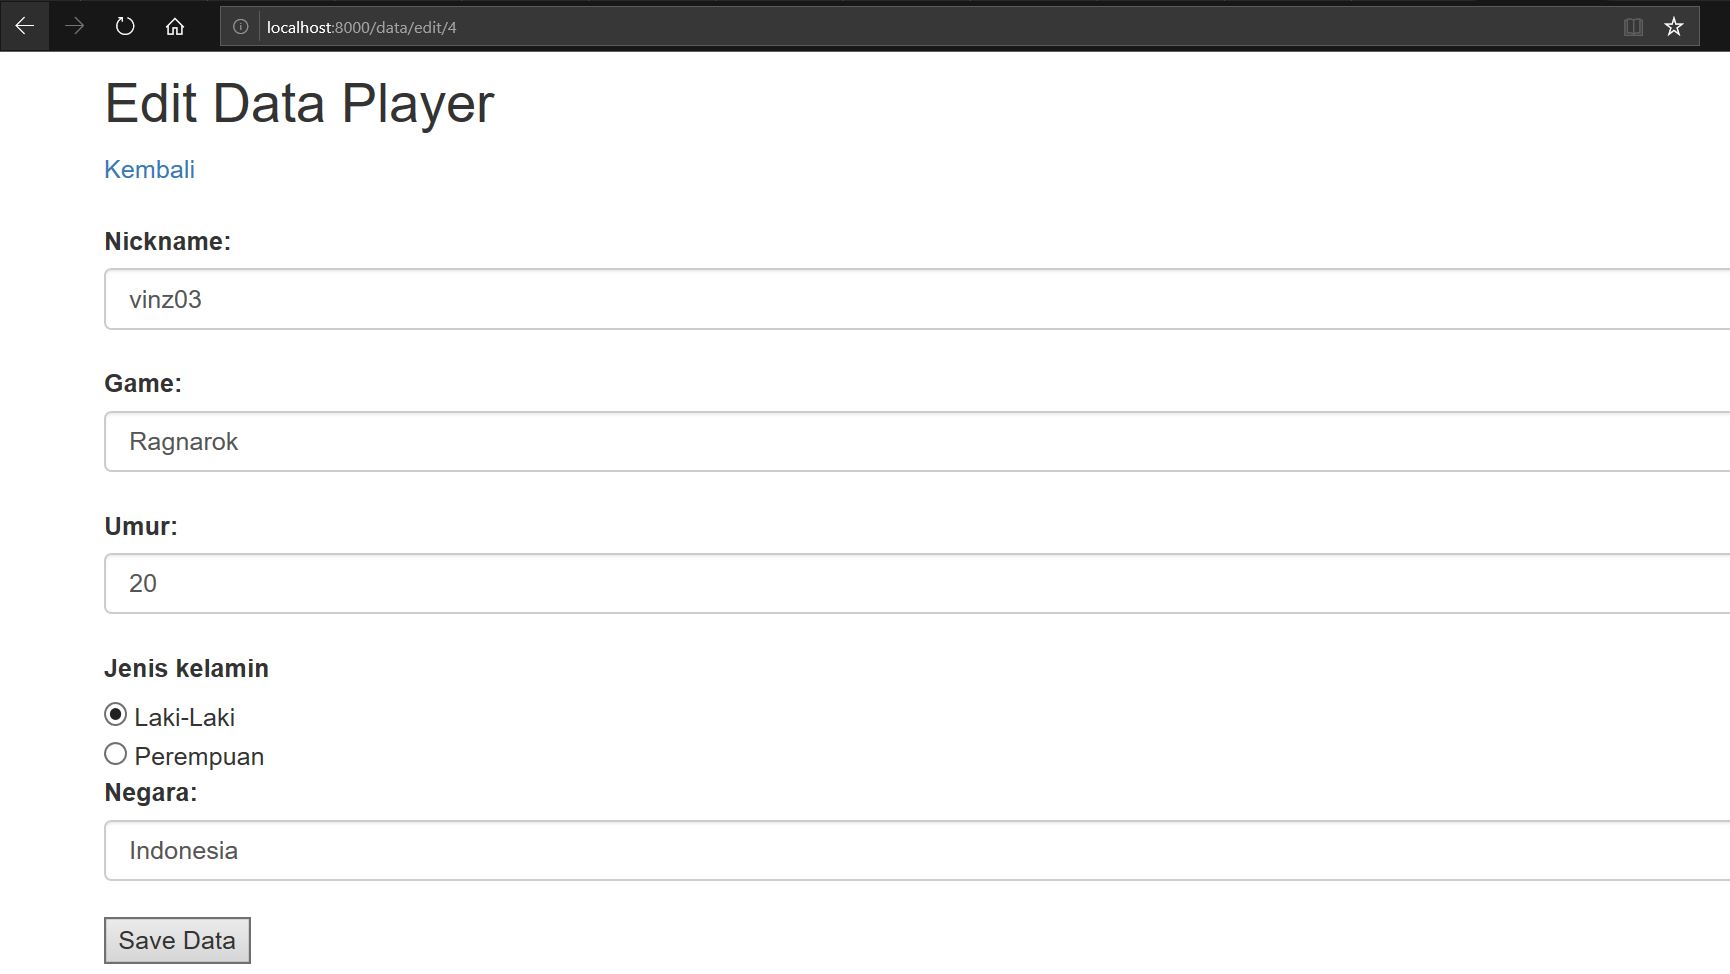 localhost:8000/data/edit/4
Edit Data Player
Kembali
Nickname:
vinz03
Game:
Ragnarok
Umur:
20
Jenis kelamin
Laki-Laki
Perempuan
Negara:
Indonesia
Save Data